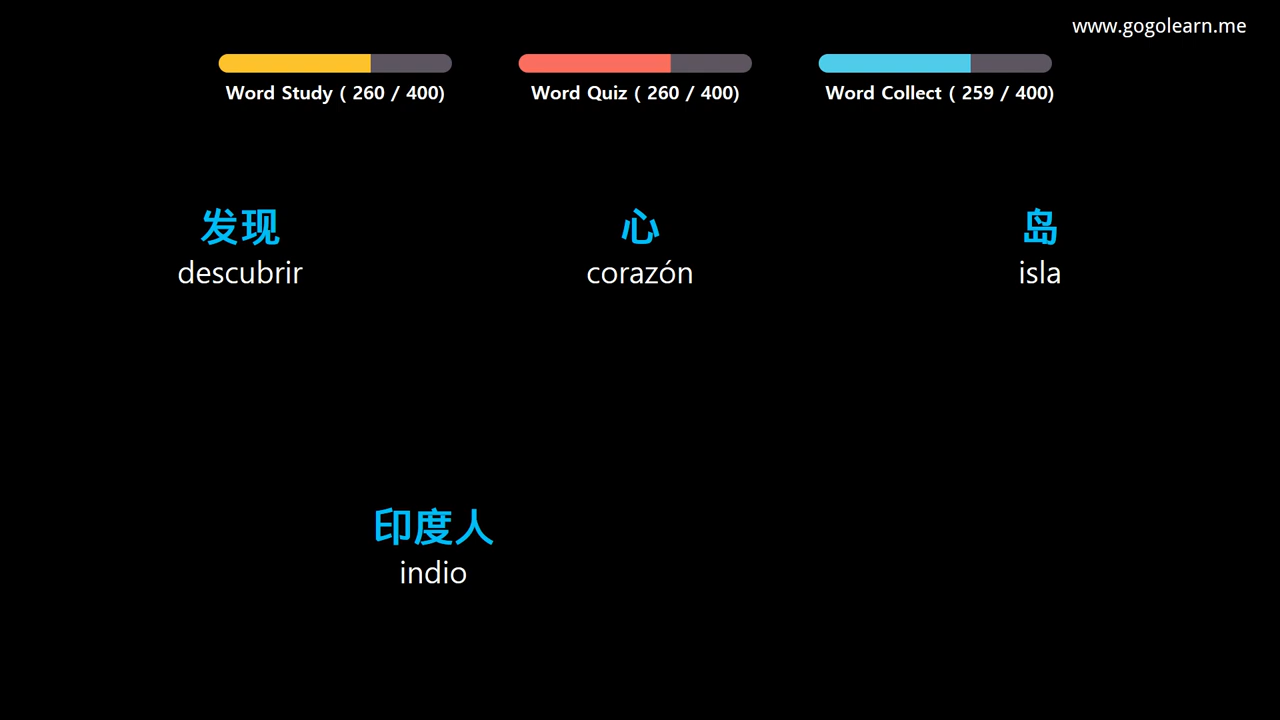 www.gogolearn.me
Word Study ( 260 / 400)
Word Quiz ( 260 / 400)
Word Collect ( 259 / 400)
发现
descubrir
心
corazón
岛
isla
印度人
indio